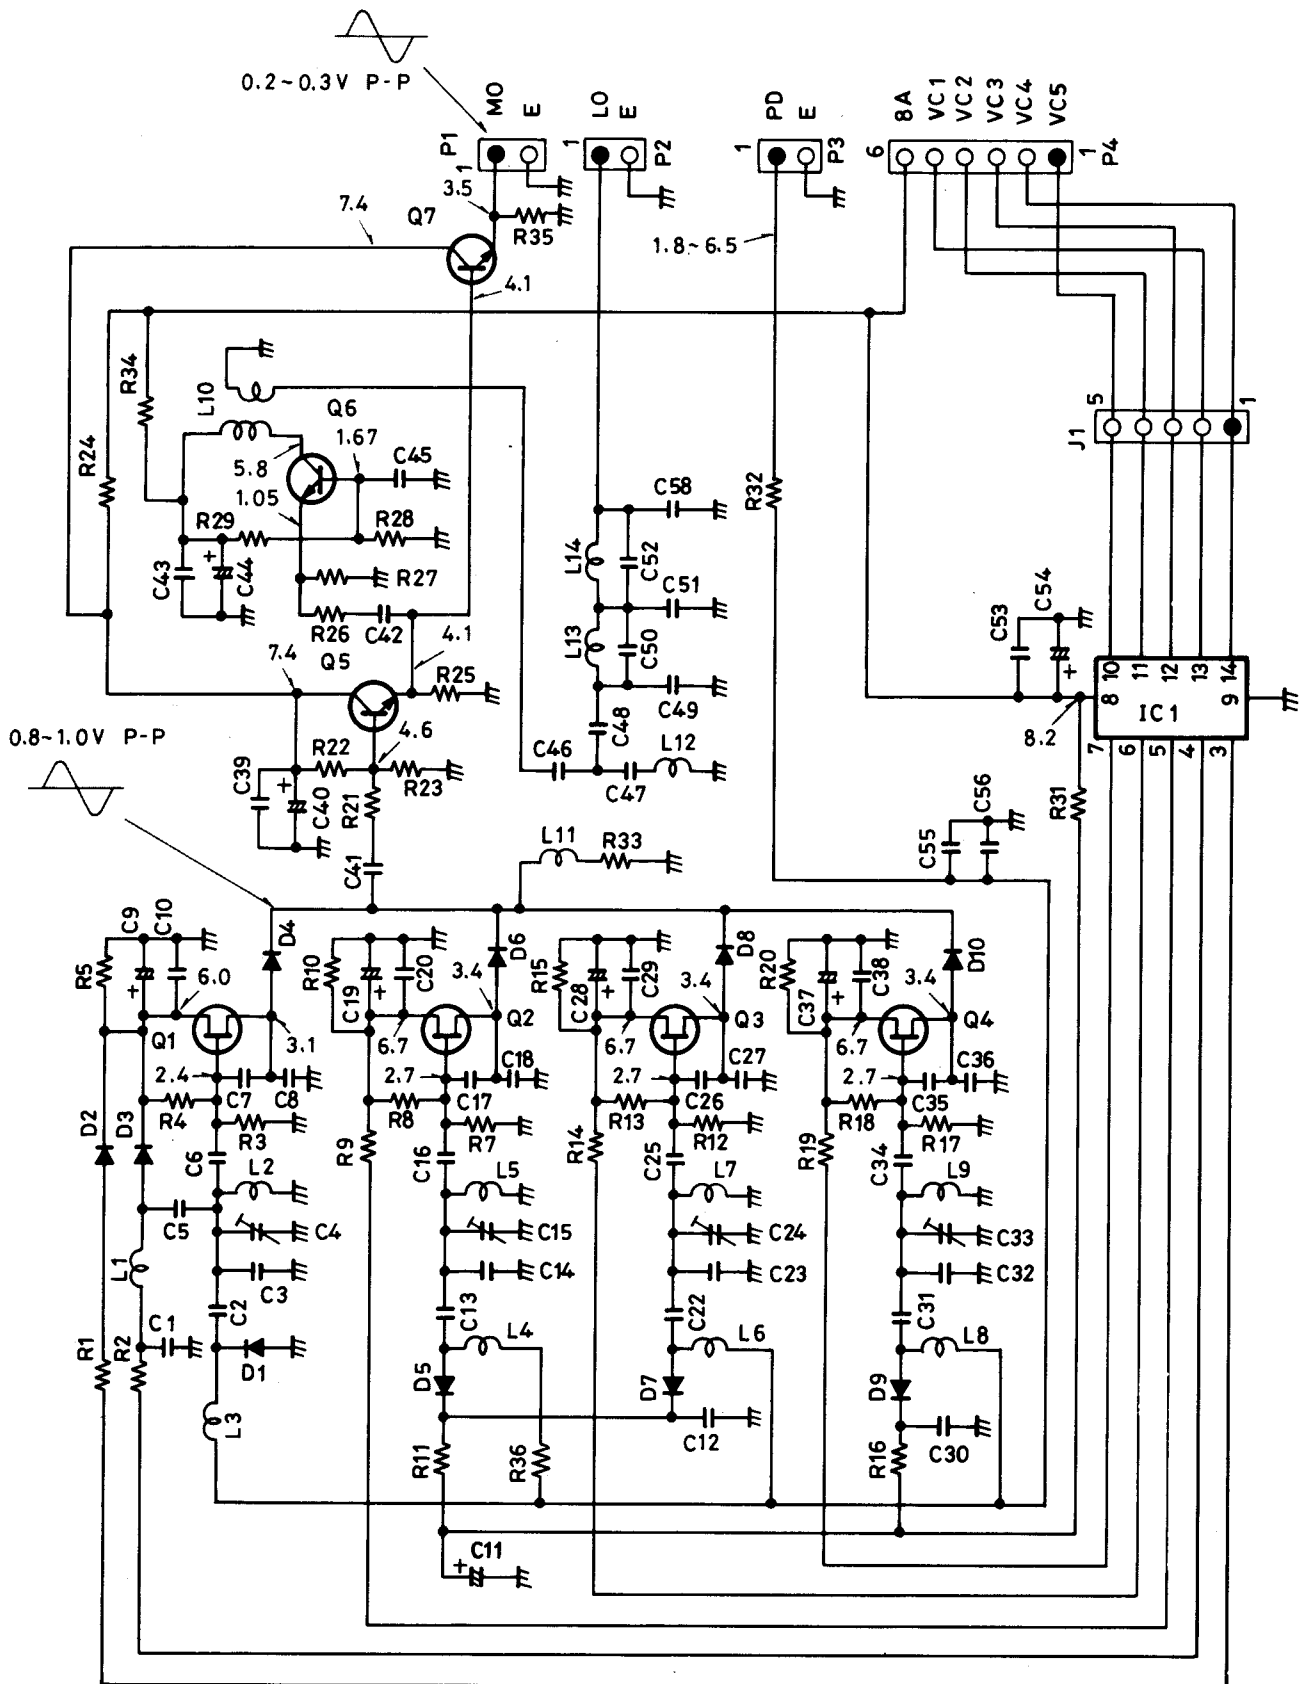 0.2~0.3V P-P
MO
E
LO
E
PD
E
8A
VC1
VC2
VC3
VC4
VC5
P1
1
1
P2
1
P3
6
1
P4
3.5
7.4
Q7
R35
1.8~6.5
4.1
R34
L10
Q6
1.67
C45
R24
5.8
1.05
R29
R28
C43
+
C44
R27
R26
C42
Q5
4.1
7.4
R25
C58
L14
C52
C51
L13
C50
C49
C48
R32
5
1
J1
C53
C54
+
10
11
12
13
14
8
IC1
9
7
6
5
4
3
8.2
0.8~1.0V P-P
R22
4.6
R23
C39
+
C40
R21
C46
C47
L12
R31
C55
C56
C41
L11
R33
C9
C10
D4
R5
+
6.0
Q1
3.1
2.4
C7
C8
R4
R3
D2
D3
C6
L2
C5
C4
L1
C3
C2
C1
D1
R1
R2
L3
R10
C19
+
C20
D6
3.4
Q2
6.7
2.7
C18
C17
R8
R7
R9
C16
L5
C15
C14
C13
L4
D5
R11
R36
C11
+
R15
C28
+
C29
D8
3.4
Q3
6.7
2.7
C27
C26
R13
R12
R14
C25
L7
C24
C23
C22
L6
D7
C12
R20
C37
+
C38
D10
3.4
Q4
6.7
2.7
C36
C35
R18
R17
R19
C34
L9
C33
C32
C31
L8
D9
C30
R16